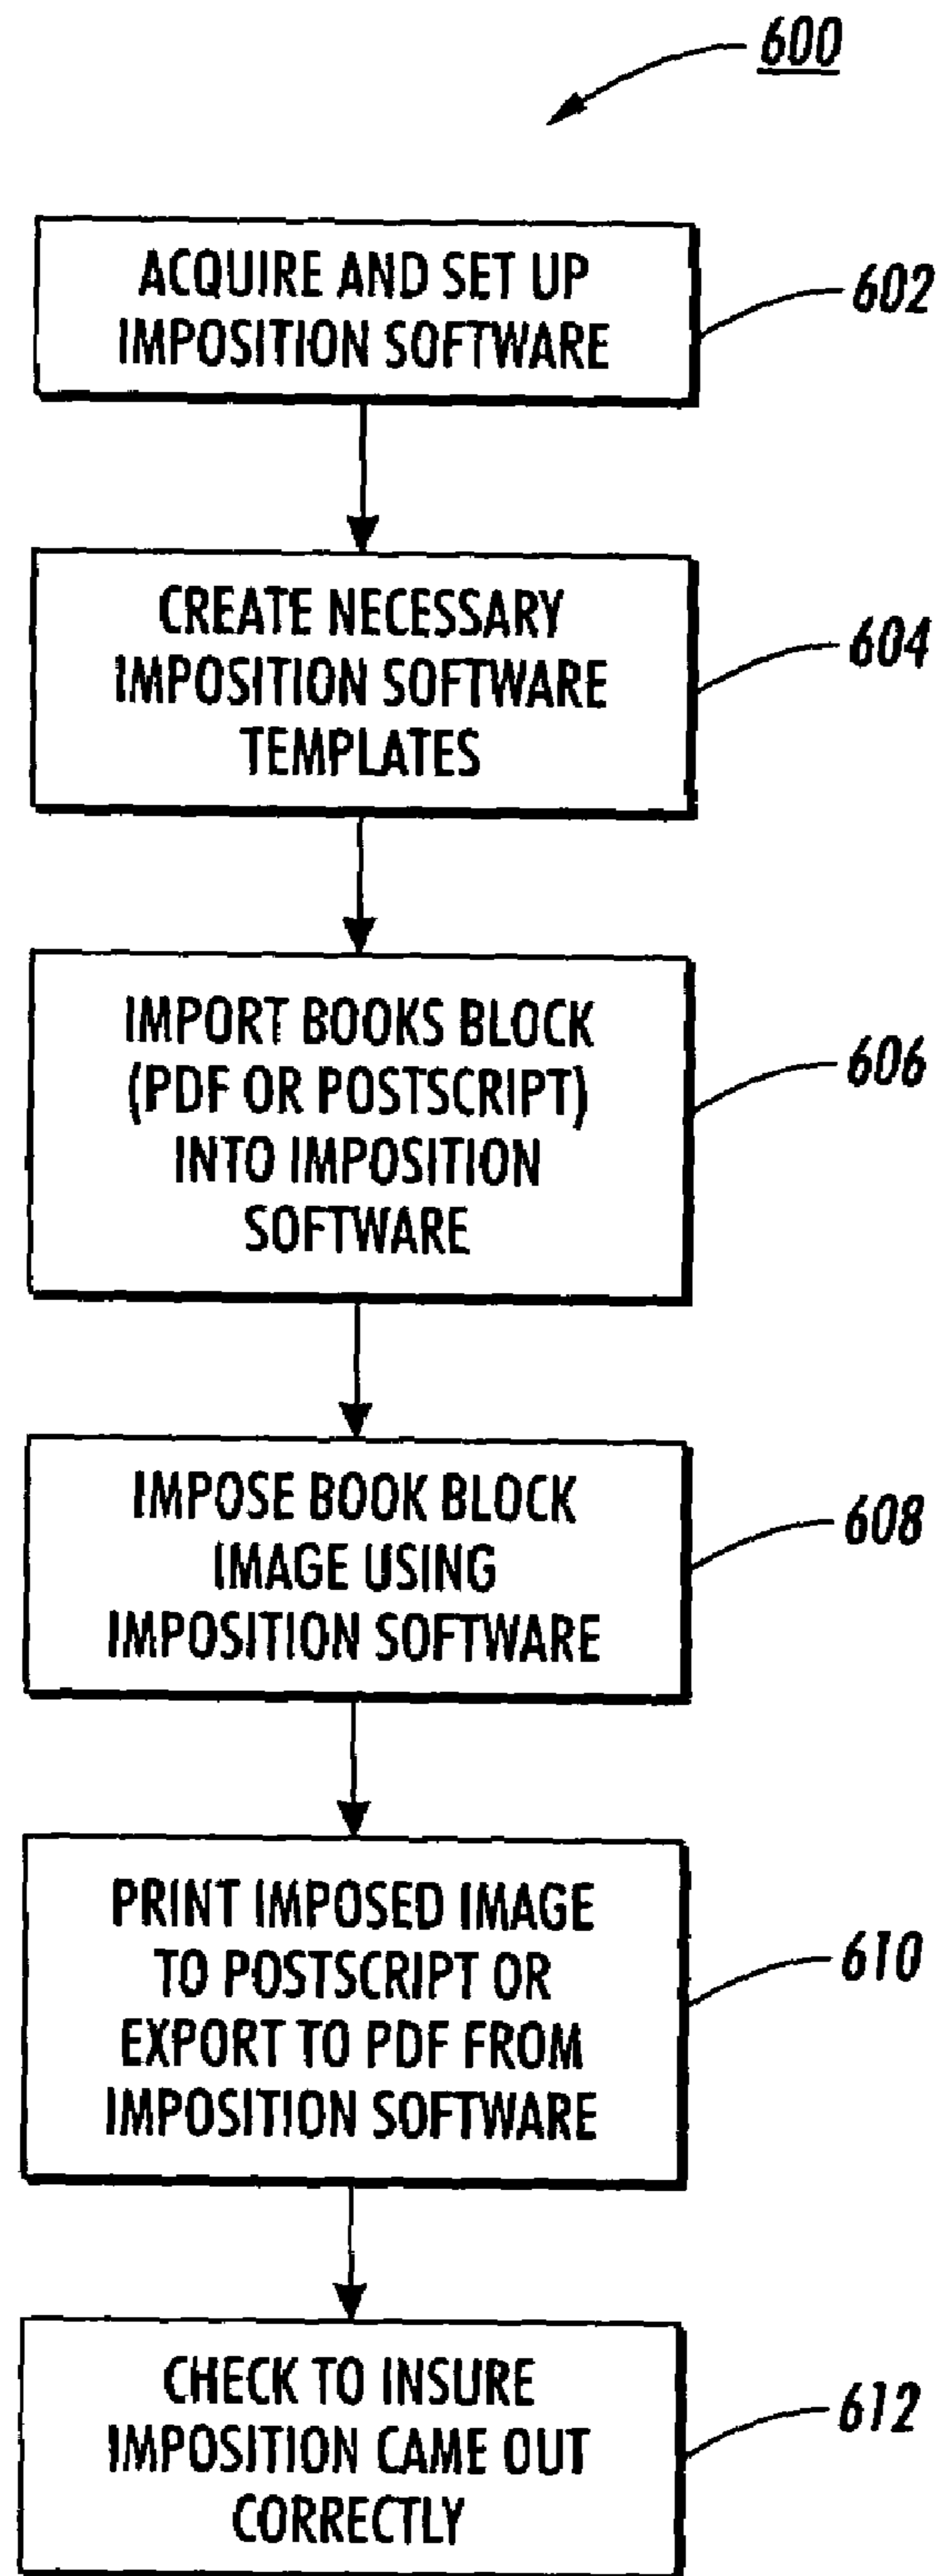 600
ACQUIRE AND SET UP
IMPOSITION SOFTWARE
602
CREATE NECESSARY
IMPOSITION SOFTWARE
TEMPLATES
604
IMPORT BOOKS BLOCK
(PDF OR POSTSCRIPT)
INTO IMPOSITION
SOFTWARE
606
IMPOSE BOOK BLOCK
IMAGE USING
IMPOSITION SOFTWARE
608
PRINT IMPOSED IMAGE
TO POSTSCRIPT OR
EXPORT TO PDF FROM
IMPOSITION SOFTWARE
610
CHECK TO INSURE
IMPOSITION CAME OUT
CORRECTLY
612